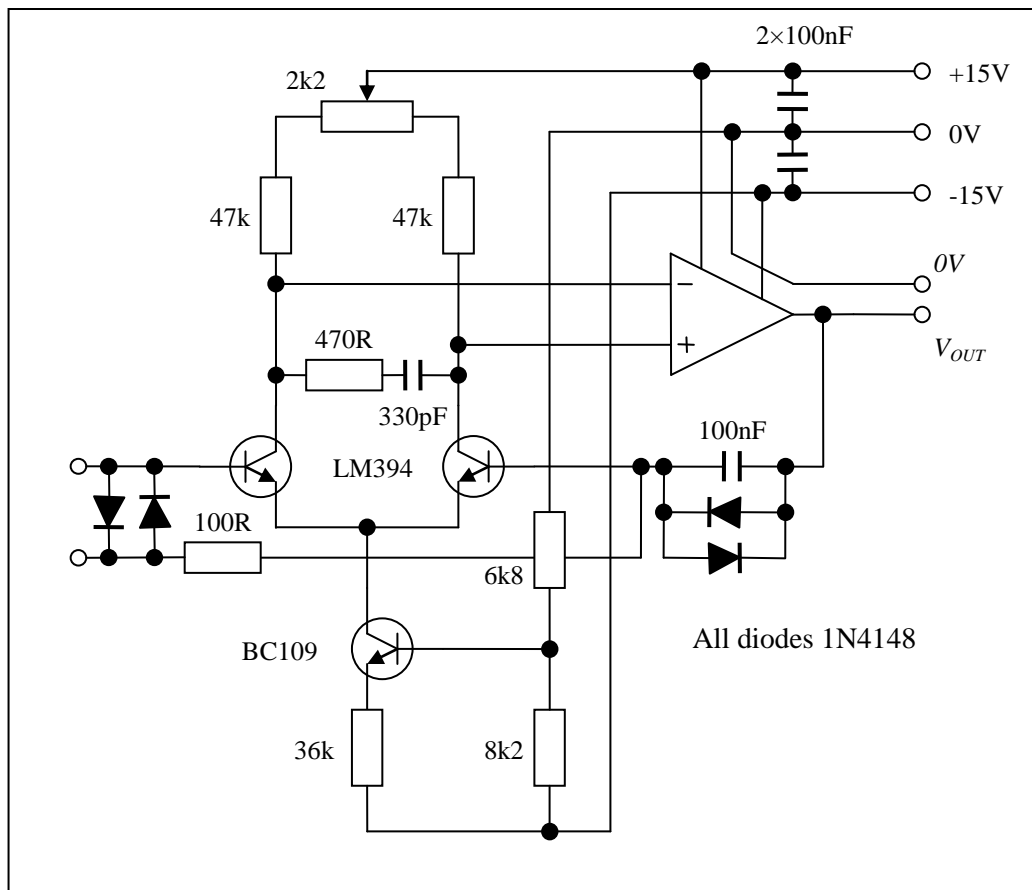 2×100nF
2k2
+15V
0V
-15V
47k
47k
0V
−
470R
+
VOUT
330pF
100nF
LM394
100R
6k8
BC109
All diodes 1N4148
36k
8k2